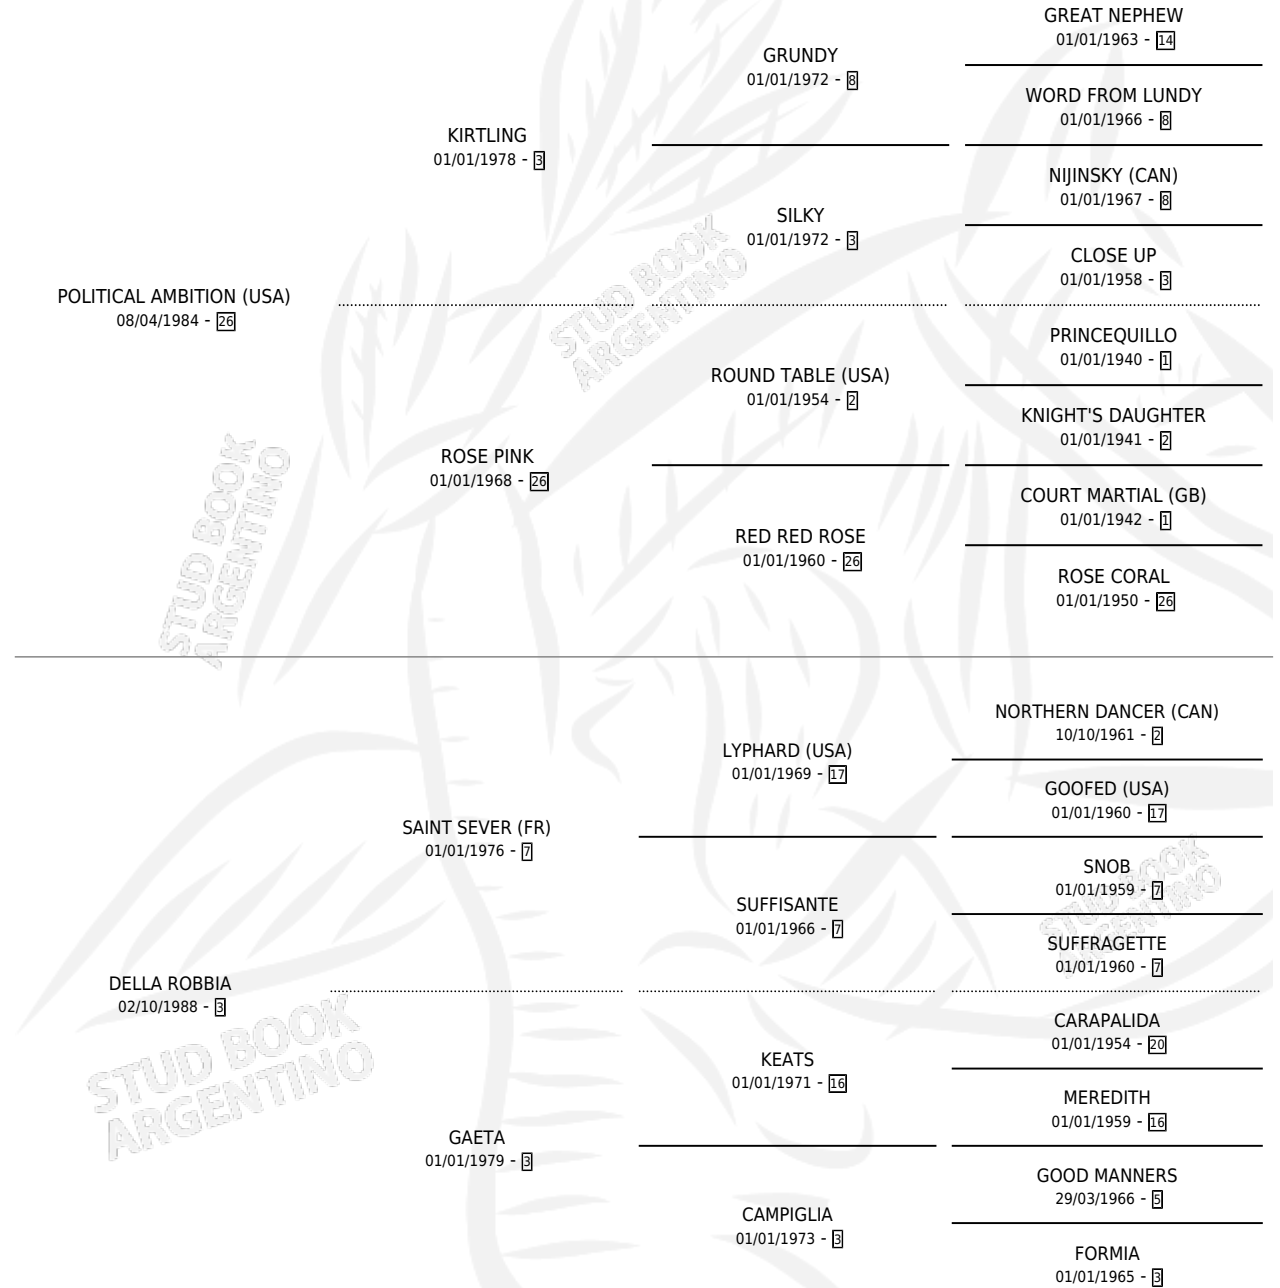 GREAT NEPHEW
01/01/1963 - 14
GRUNDY
01/01/1972 - 8
WORD FROM LUNDY
01/01/1966 - 8
KIRTLING
01/01/1978 - 3
NIJINSKY (CAN)
01/01/1967 - 8
SILKY
01/01/1972 - 3
CLOSE UP
01/01/1958 - 3
POLITICAL AMBITION (USA)
08/04/1984 - 26
PRINCEQUILLO
01/01/1940 - 1
ROUND TABLE (USA)
01/01/1954 - 2
KNIGHT'S DAUGHTER
01/01/1941 - 2
ROSE PINK
01/01/1968 - 26
COURT MARTIAL (GB)
01/01/1942 - 1
RED RED ROSE
01/01/1960 - 26
ROSE CORAL
01/01/1950 - 26
NORTHERN DANCER (CAN)
10/10/1961 - 2
LYPHARD (USA)
01/01/1969 - 17
GOOFED (USA)
01/01/1960 - 17
SAINT SEVER (FR)
01/01/1976 - 7
SNOB
01/01/1959 - 7
SUFFISANTE
01/01/1966 - 7
SUFFRAGETTE
01/01/1960 - 7
DELLA ROBBIA
02/10/1988 - 3
CARAPALIDA
01/01/1954 - 20
KEATS
01/01/1971 - 16
MEREDITH
01/01/1959 - 16
GAETA
01/01/1979 - 3
GOOD MANNERS
29/03/1966 - 5
CAMPIGLIA
01/01/1973 - 3
FORMIA
01/01/1965 - 3
STUD BOOK
ARGENTINO
STUD BOOK
ARGENTINO
STUD BOOK
ARGENTINO
STUD BOOK
ARGENTINO